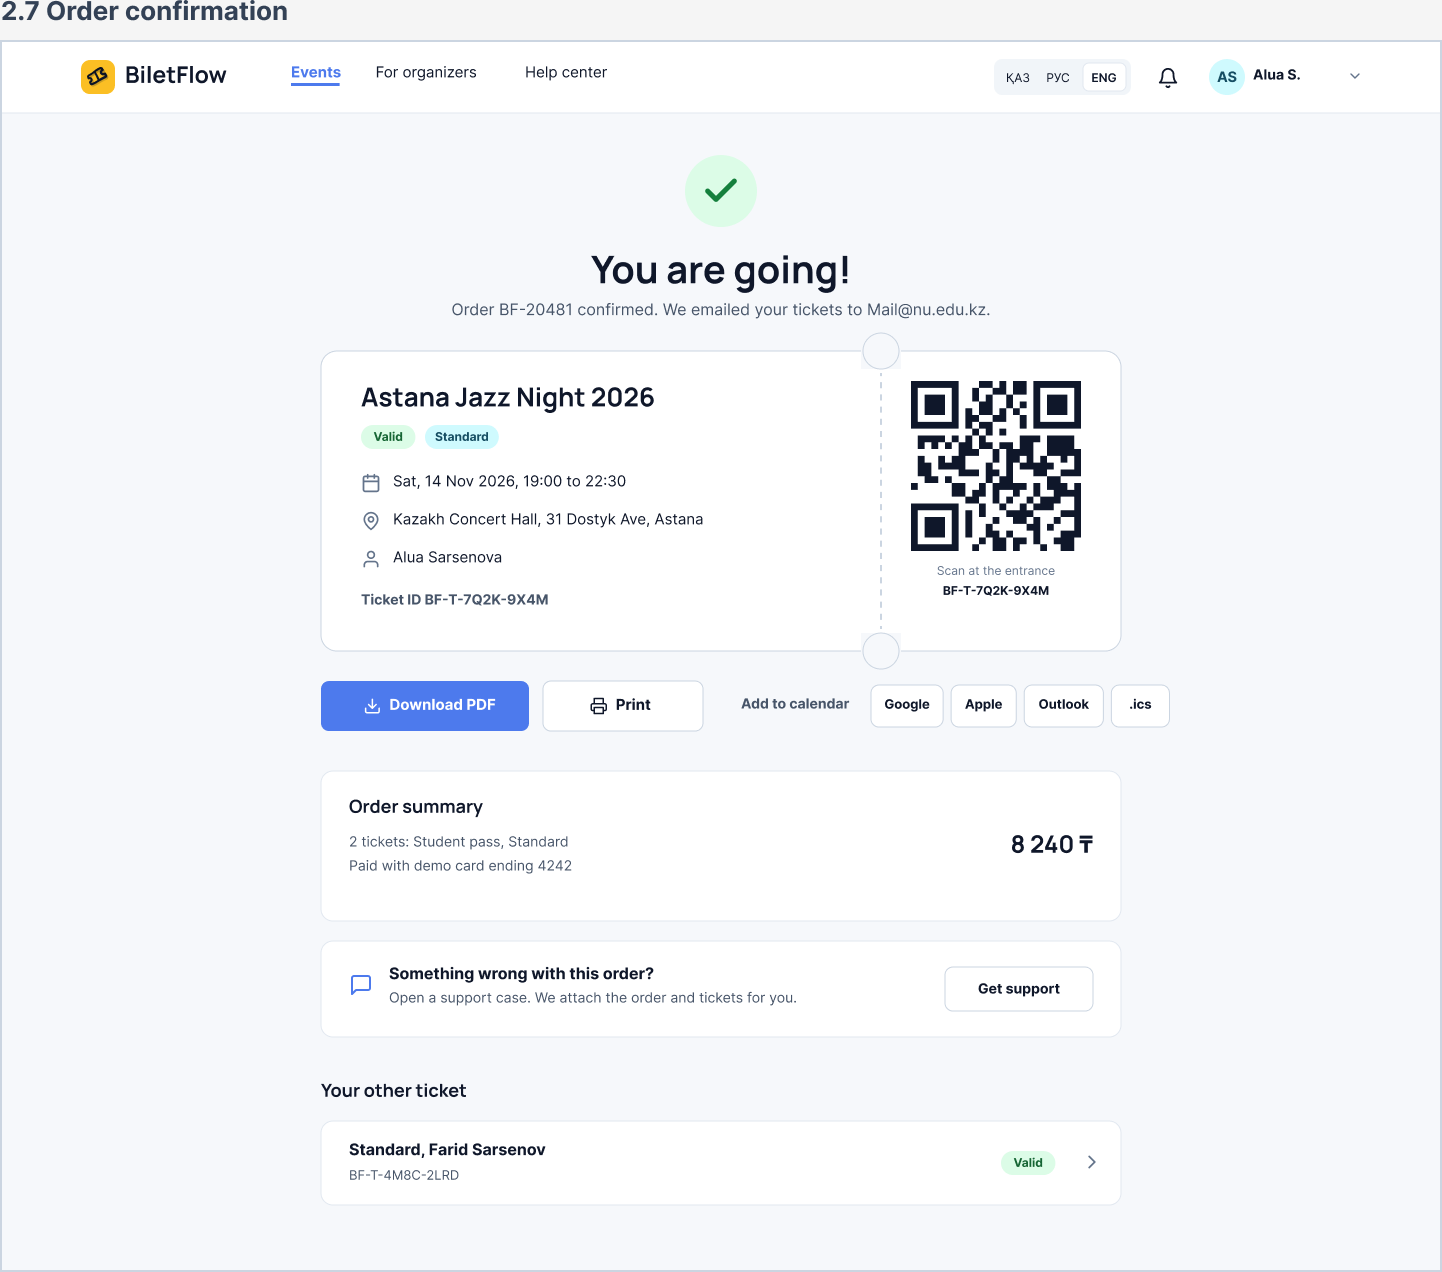 2.7 Order confirmation
BiletFlow
Events
For organizers
Help center
ҚАЗ
РУС
ENG
AS
Alua S.
You are going!
Order BF-20481 confirmed. We emailed your tickets to Mail@nu.edu.kz.
Astana Jazz Night 2026
Valid
Standard
Sat, 14 Nov 2026, 19:00 to 22:30
Kazakh Concert Hall, 31 Dostyk Ave, Astana
Alua Sarsenova
Ticket ID BF-T-7Q2K-9X4M
Scan at the entrance
BF-T-7Q2K-9X4M
Download PDF
Print
Add to calendar
Google
Apple
Outlook
.ics
Order summary
2 tickets: Student pass, Standard
Paid with demo card ending 4242
8 240 ₸
Something wrong with this order?
Open a support case. We attach the order and tickets for you.
Get support
Your other ticket
Standard, Farid Sarsenov
BF-T-4M8C-2LRD
Valid